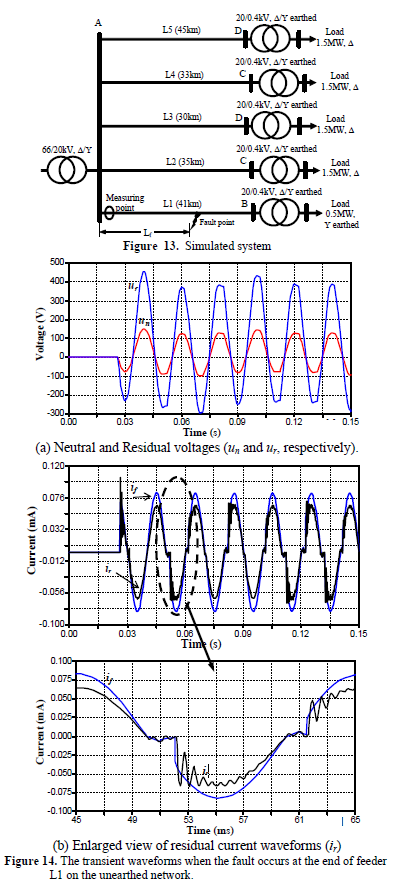 A
20/0.4kV, Δ/Y earthed
L5 (45km)
D
Load
1.5MW, Δ
20/0.4kV, Δ/Y earthed
L4 (33km)
C
Load
1.5MW, Δ
20/0.4kV, Δ/Y earthed
L3 (30km)
D
Load
1.5MW, Δ
66/20kV, Δ/Y
20/0.4kV, Δ/Y earthed
L2 (35km)
C
Load
1.5MW, Δ
Measuring
point
20/0.4kV, Δ/Y earthed
L1 (41km)
B
Load
0.5MW,
Y earthed
Fault point
Lf
Figure 13. Simulated system
500
400
300
200
100
0
-100
-200
-300
Voltage (V)
ur
un
0.00 0.03 0.06 0.09 0.12 0.15
Time (s)
(a) Neutral and Residual voltages (un and ur, respectively).
0.120
0.076
0.032
-0.012
-0.056
-0.100
Current (mA)
if
ir
0.00 0.03 0.06 0.09 0.12 0.15
Time (s)
0.100
0.075
0.050
0.025
0.000
-0.025
-0.050
-0.075
-0.100
Current (mA)
if
ir
45 49 53 57 61 65
Time (ms)
(b) Enlarged view of residual current waveforms (ir)
Figure 14. The transient waveforms when the fault occurs at the end of feeder
L1 on the unearthed network.